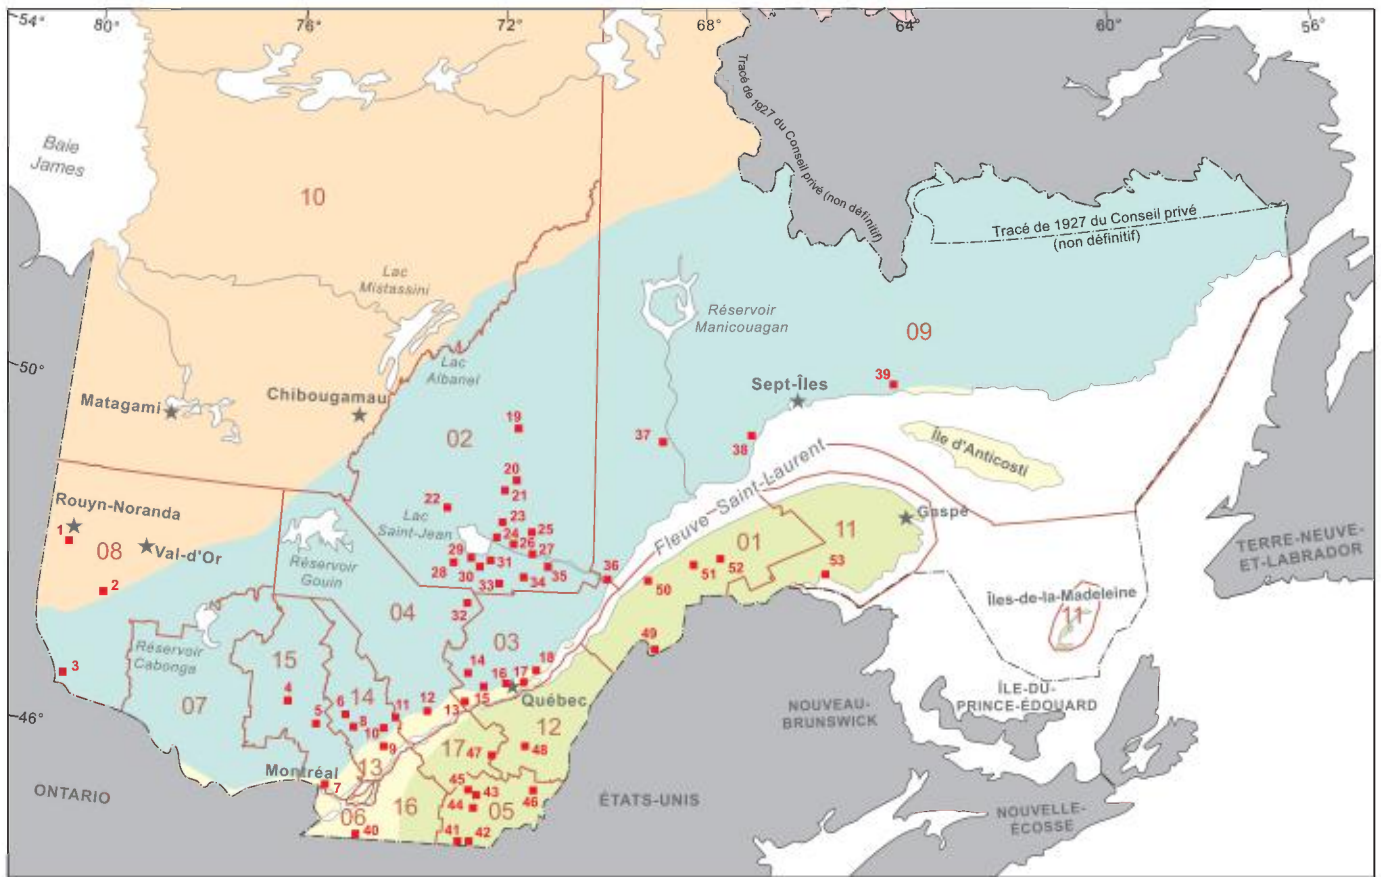 54°
80°
76°
72°
68°
64°
60°
56°
Tracé de 1927 du Conseil privé (non définitif)
Baie
James
10
Tracé de 1927 du Conseil privé
(non définitif)
Lac
Mistassini
Réservoir
Manicouagan
09
50°
Lac
Albanel
39
Sept-Îles
Matagami
Chibougamau
19
02
37
38
Île d'Anticosti
Fleuve Saint-Laurent
20
21
22
Rouyn-Noranda
Lac
Saint-Jean
23
24
25
26
27
Gaspé
1
08
Val-d'Or
01
11
TERRE-NEUVE-
ET-LABRADOR
Réservoir
Gouin
28
29
30
31
33
34
35
36
50
51
52
53
2
32
04
Îles-de-la-Madeleine
11
03
49
Réservoir
Cabonga
15
3
14
16
17
18
4
07
6
14
11
12
13
15
Québec
ÎLE-DU-
PRINCE-ÉDOUARD
46°
5
8
10
9
12
NOUVEAU-
BRUNSWICK
17
47
48
Montréal
13
7
45
43
44
05
46
ONTARIO
16
06
40
41
42
ÉTATS-UNIS
NOUVELLE-
ÉCOSSE